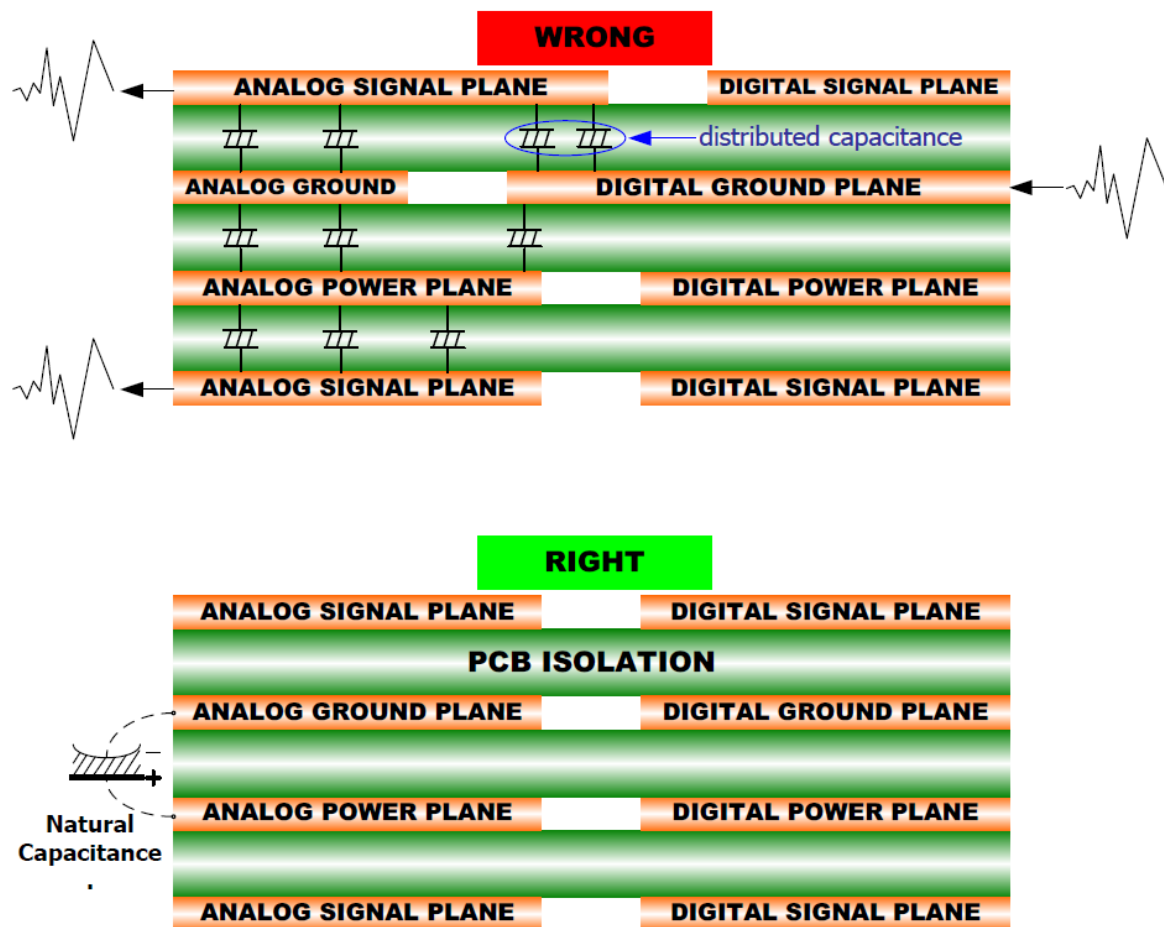 WRONG
ANALOG SIGNAL PLANE
DIGITAL SIGNAL PLANE
distributed capacitance
ANALOG GROUND
DIGITAL GROUND PLANE
ANALOG POWER PLANE
DIGITAL POWER PLANE
ANALOG SIGNAL PLANE
DIGITAL SIGNAL PLANE
RIGHT
ANALOG SIGNAL PLANE
DIGITAL SIGNAL PLANE
PCB ISOLATION
ANALOG GROUND PLANE
DIGITAL GROUND PLANE
ANALOG POWER PLANE
DIGITAL POWER PLANE
Natural
Capacitance
.
ANALOG SIGNAL PLANE
DIGITAL SIGNAL PLANE